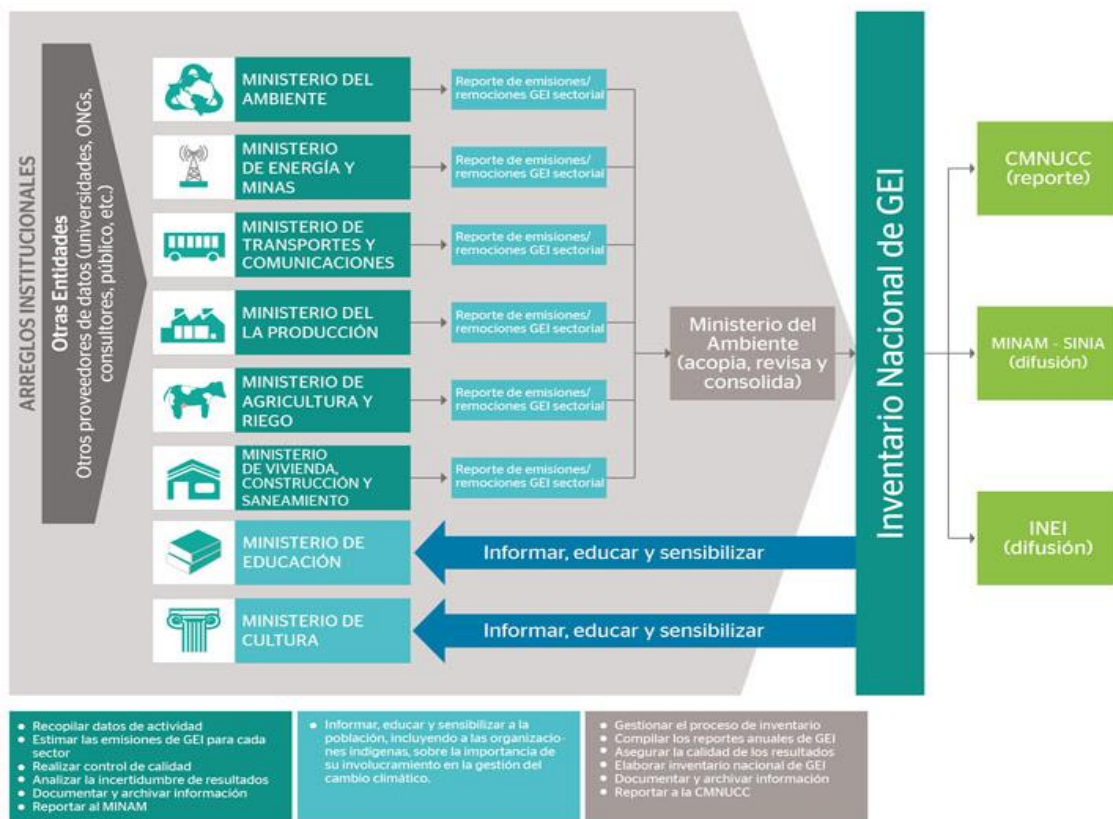 ARREGLOS INSTITUCIONALES
Otras Entidades
Otros proveedores de datos (universidades, ONGs,
consultores, público, etc.)
MINISTERIO DEL
AMBIENTE
Reporte de emisiones/
remociones GEI sectorial
MINISTERIO
DE ENERGÍA Y
MINAS
Reporte de emisiones/
remociones GEI sectorial
MINISTERIO DE
TRANSPORTES Y
COMUNICACIONES
Reporte de emisiones/
remociones GEI sectorial
MINISTERIO DEL
LA PRODUCCIÓN
Reporte de emisiones/
remociones GEI sectorial
MINISTERIO DE
AGRICULTURA Y
RIEGO
Reporte de emisiones/
remociones GEI sectorial
MINISTERIO
DE VIVIENDA,
CONSTRUCCIÓN Y
SANEAMIENTO
Reporte de emisiones/
remociones GEI sectorial
MINISTERIO DE
EDUCACIÓN
Informar, educar y sensibilizar
MINISTERIO DE
CULTURA
Informar, educar y sensibilizar
Ministerio del
Ambiente
(acopia, revisa y
consolida)
Inventario Nacional de GEI
CMNUCC
(reporte)
MINAM - SINIA
(difusión)
INEI
(difusión)
• Recopilar datos de actividad
• Estimar las emisiones de GEI para cada
sector
• Realizar control de calidad
• Analizar la incertidumbre de resultados
• Documentar y archivar información
• Reportar al MINAM
• Informar, educar y sensibilizar a la
población, incluyendo a las organizacio-
nes indígenas, sobre la importancia de
su involucramiento en la gestión del
cambio climático.
• Gestionar el proceso de inventario
• Compilar los reportes anuales de GEI
• Asegurar la calidad de los resultados
• Elaborar inventario nacional de GEI
• Documentar y archivar información
• Reportar a la CMNUCC